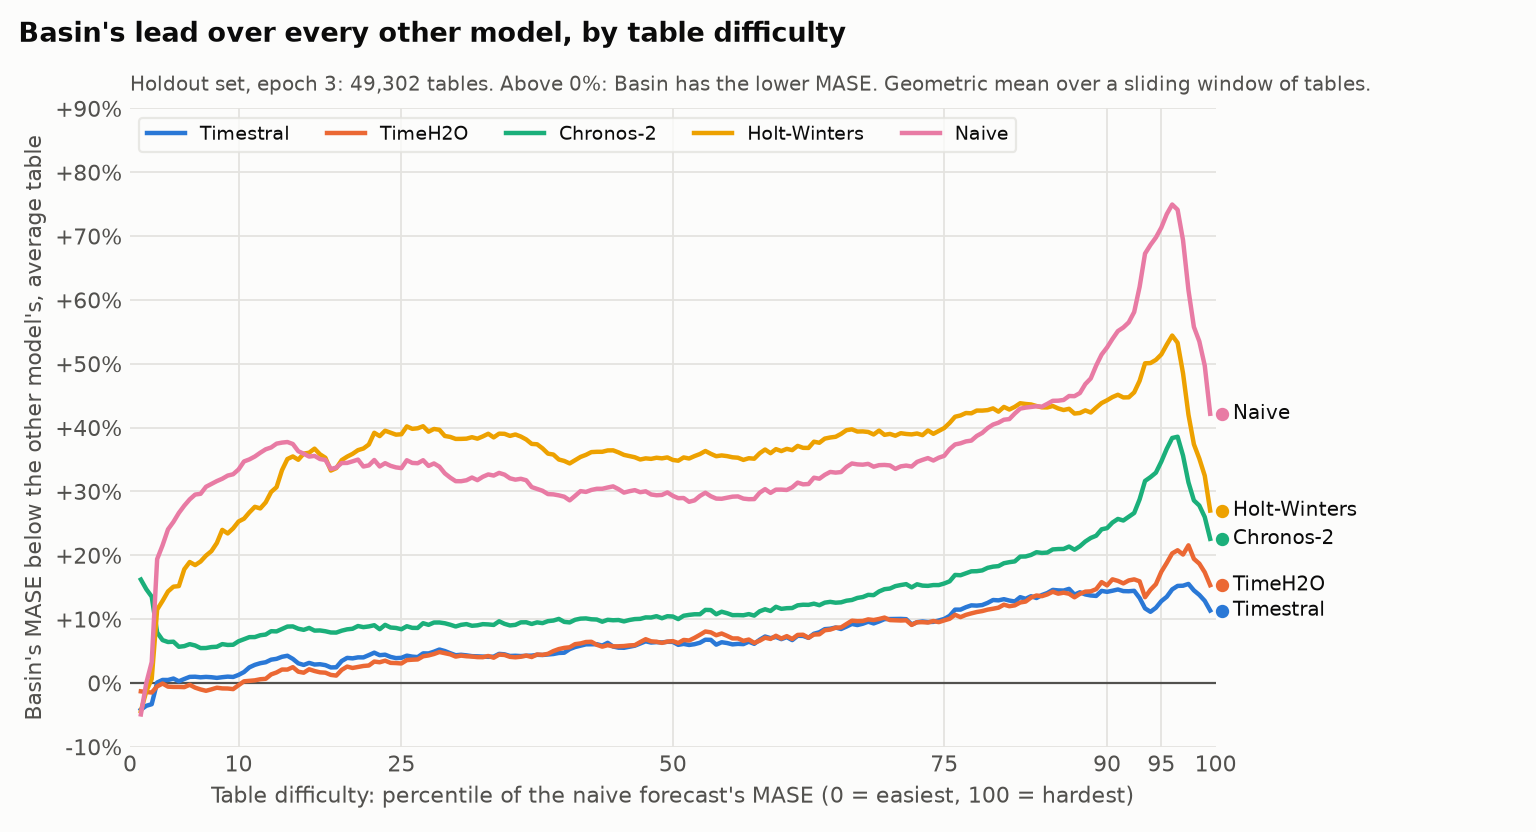 Basin's lead over every other model, by table difficulty
Holdout set, epoch 3: 49,302 tables. Above 0%: Basin has the lower MASE. Geometric mean over a sliding window of tables.
Timestral TimeH2O Chronos-2 Holt-Winters Naive
Basin's MASE below the other model's, average table
+90%
+80%
+70%
+60%
+50%
+40%
+30%
+20%
+10%
0%
-10%
Naive
Holt-Winters
Chronos-2
TimeH2O
Timestral
0 10 25 50 75 90 95 100
Table difficulty: percentile of the naive forecast's MASE (0 = easiest, 100 = hardest)